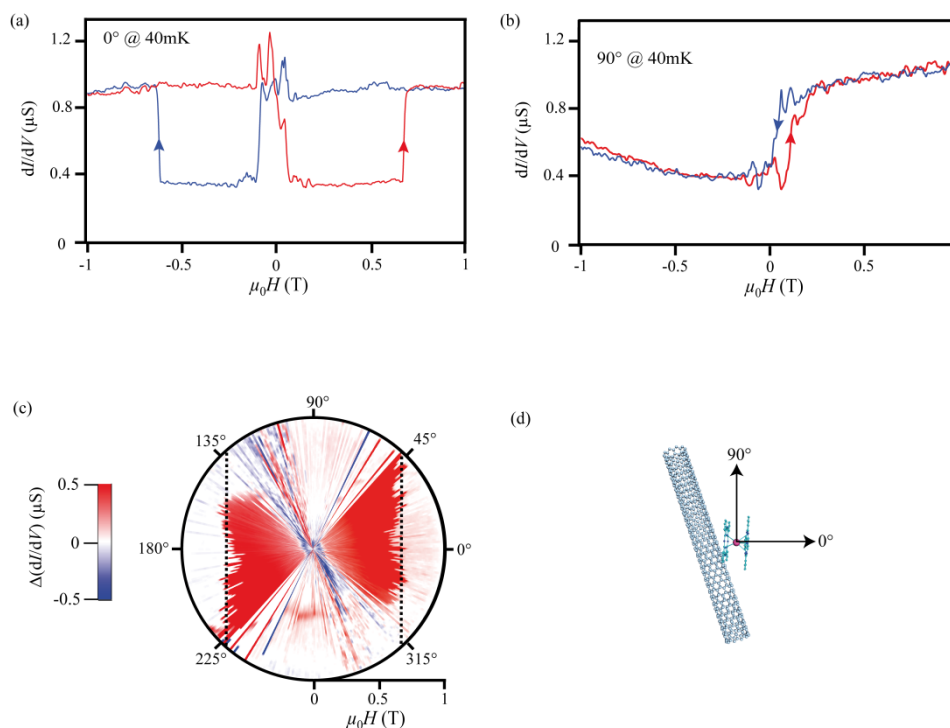 (a)
0° @ 40mK
dI/dV (µS)
1.2
0.8
0.4
0
-1
-0.5
0
0.5
1
µ₀H (T)
(b)
90° @ 40mK
dI/dV (µS)
1.2
0.8
0.4
0
-1
-0.5
0
0.5
µ₀H (T)
(c)
90°
135°
45°
180°
0°
225°
315°
Δ(dI/dV) (µS)
0.5
0
-0.5
0
0.5
1
µ₀H (T)
(d)
90°
0°